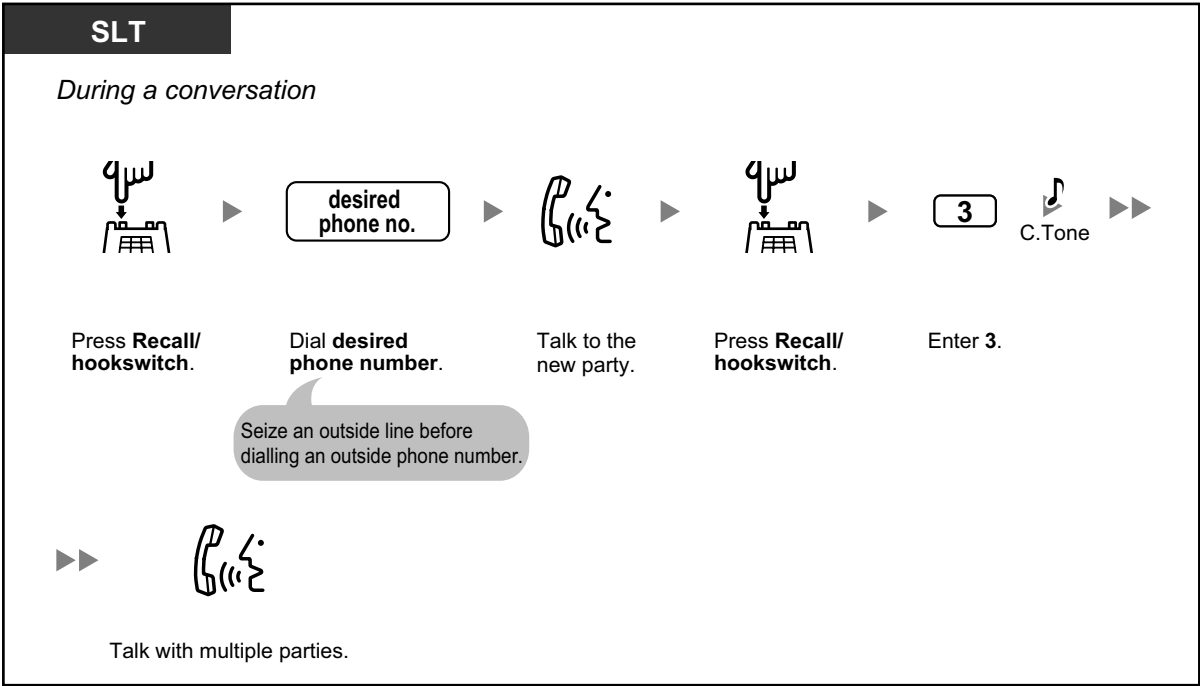 SLT
During a conversation
desired
phone no.
3
C.Tone
Press Recall/
hookswitch.
Dial desired
phone number.
Talk to the
new party.
Press Recall/
hookswitch.
Enter 3.
Seize an outside line before
dialling an outside phone number.
Talk with multiple parties.